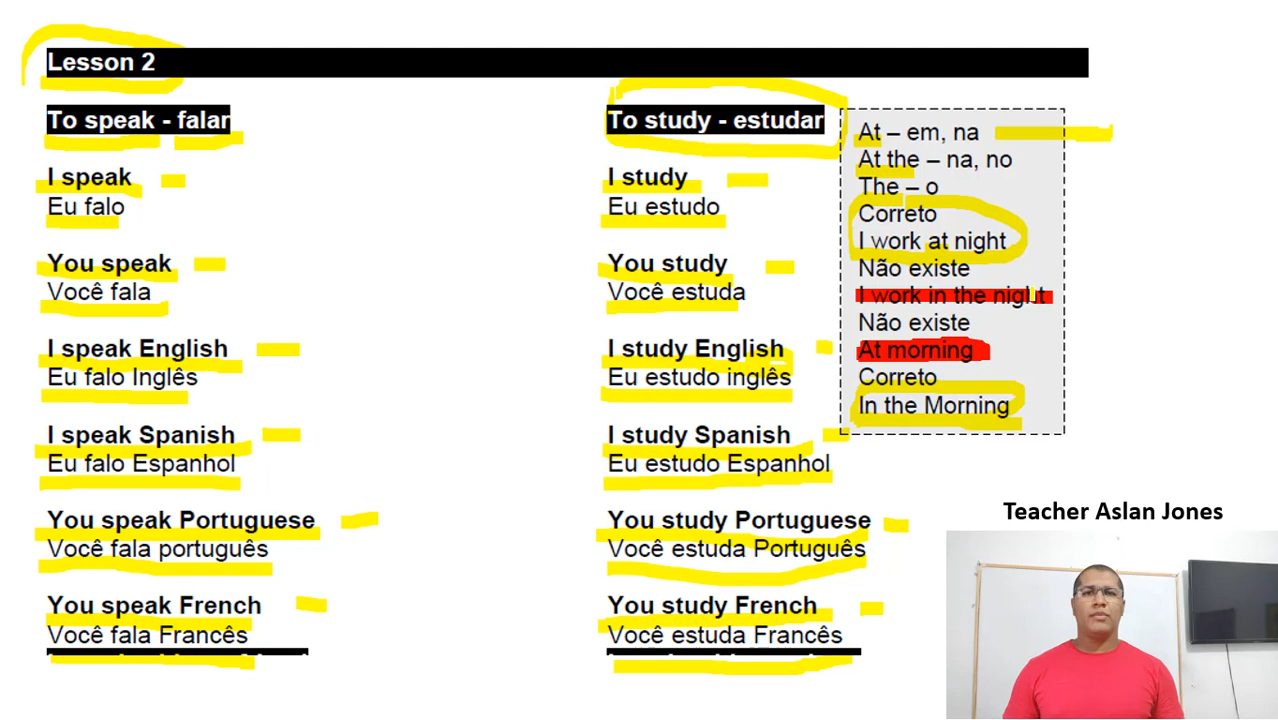 Lesson 2
To speak - falar
I speak
Eu falo
You speak
Você fala
I speak English
Eu falo Inglês
I speak Spanish
Eu falo Espanhol
You speak Portuguese
Você fala português
You speak French
Você fala Francês
To study - estudar
I study
Eu estudo
You study
Você estuda
I study English
Eu estudo inglês
I study Spanish
Eu estudo Espanhol
You study Portuguese
Você estuda Português
You study French
Você estuda Francês
At – em, na
At the – na, no
The – o
Correto
I work at night
Não existe
I work in the night
Não existe
At morning
Correto
In the Morning
Teacher Aslan Jones